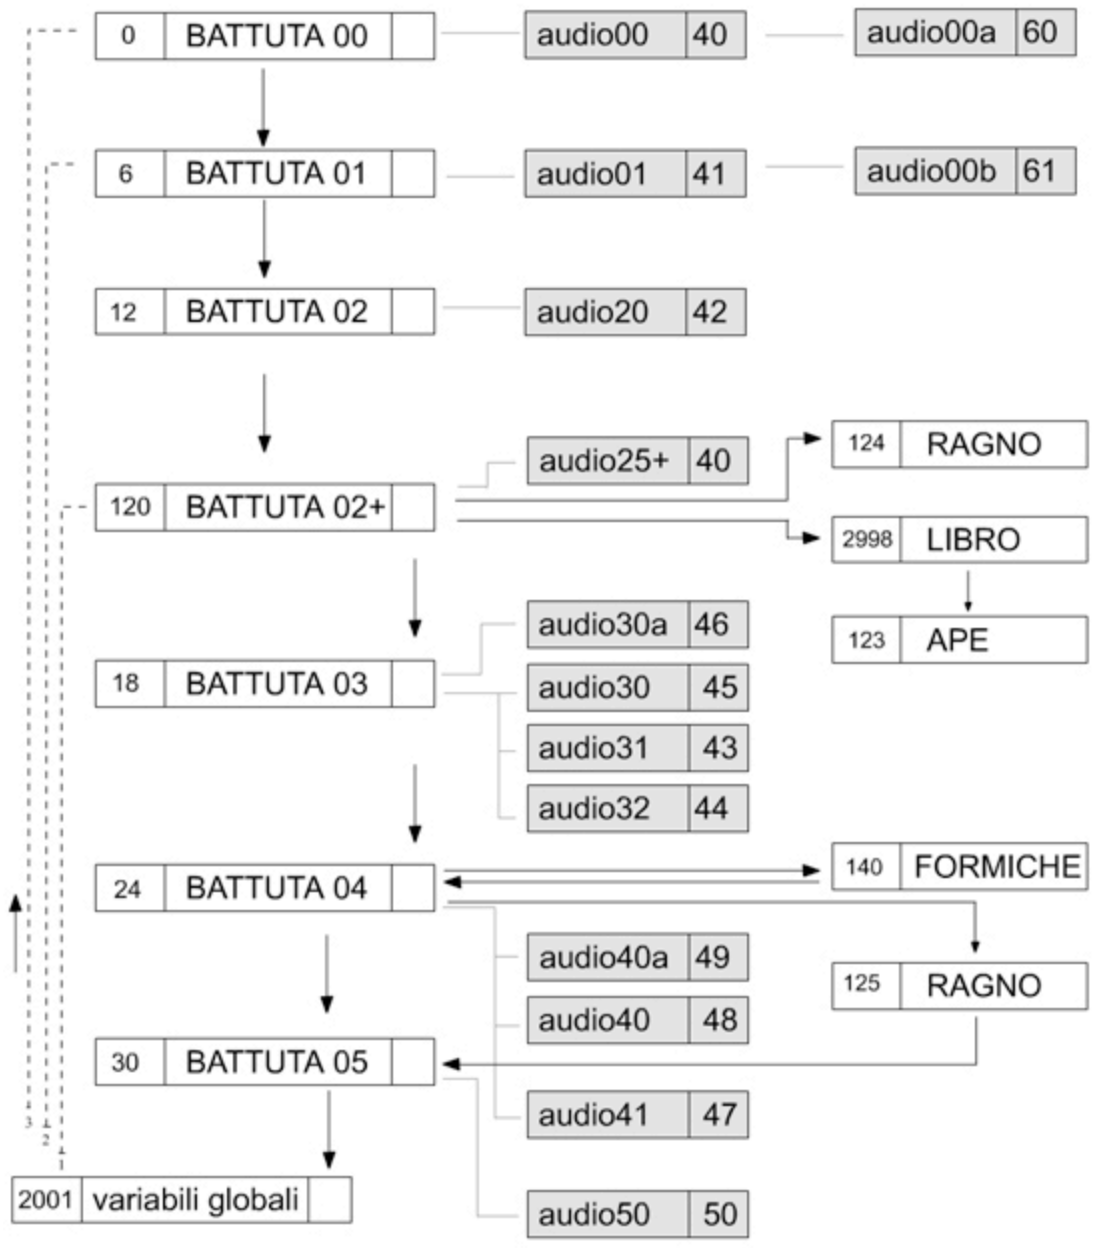 0 BATTUTA 00 audio00 40 audio00a 60
6 BATTUTA 01 audio01 41 audio00b 61
12 BATTUTA 02 audio20 42
audio25+ 40 124 RAGNO
120 BATTUTA 02+
2998 LIBRO
audio30a 46 123 APE
18 BATTUTA 03 audio30 45
audio31 43
audio32 44
24 BATTUTA 04 140 FORMICHE
audio40a 49
125 RAGNO
audio40 48
30 BATTUTA 05
3 audio41 47
2
2001 variabili globali audio50 50